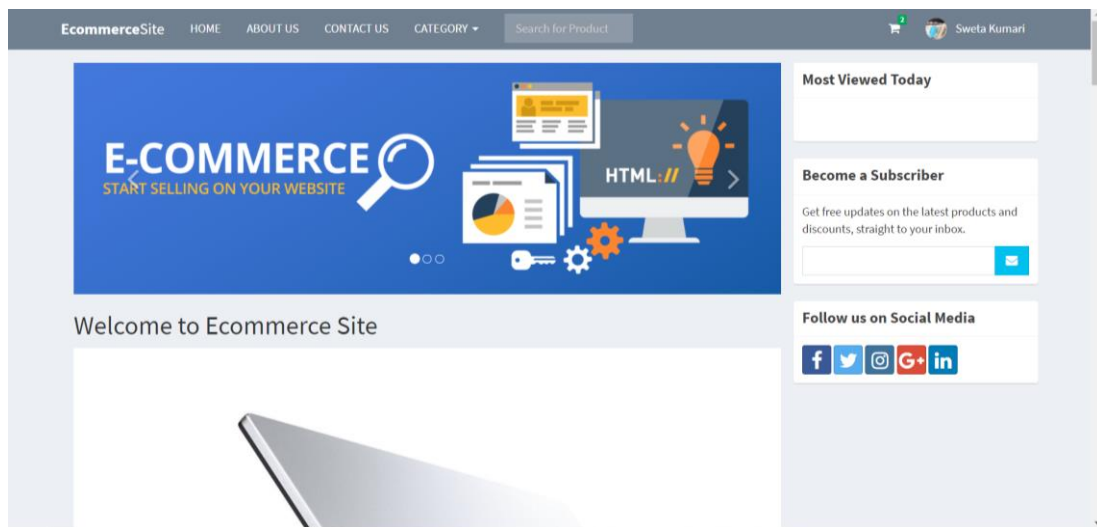 EcommerceSite HOME ABOUT US CONTACT US CATEGORY Search for Product 2 Sweta Kumari
E-COMMERCE
START SELLING ON YOUR WEBSITE
HTML://
Welcome to Ecommerce Site
Most Viewed Today
Become a Subscriber
Get free updates on the latest products and
discounts, straight to your inbox.
Follow us on Social Media
f G+ in